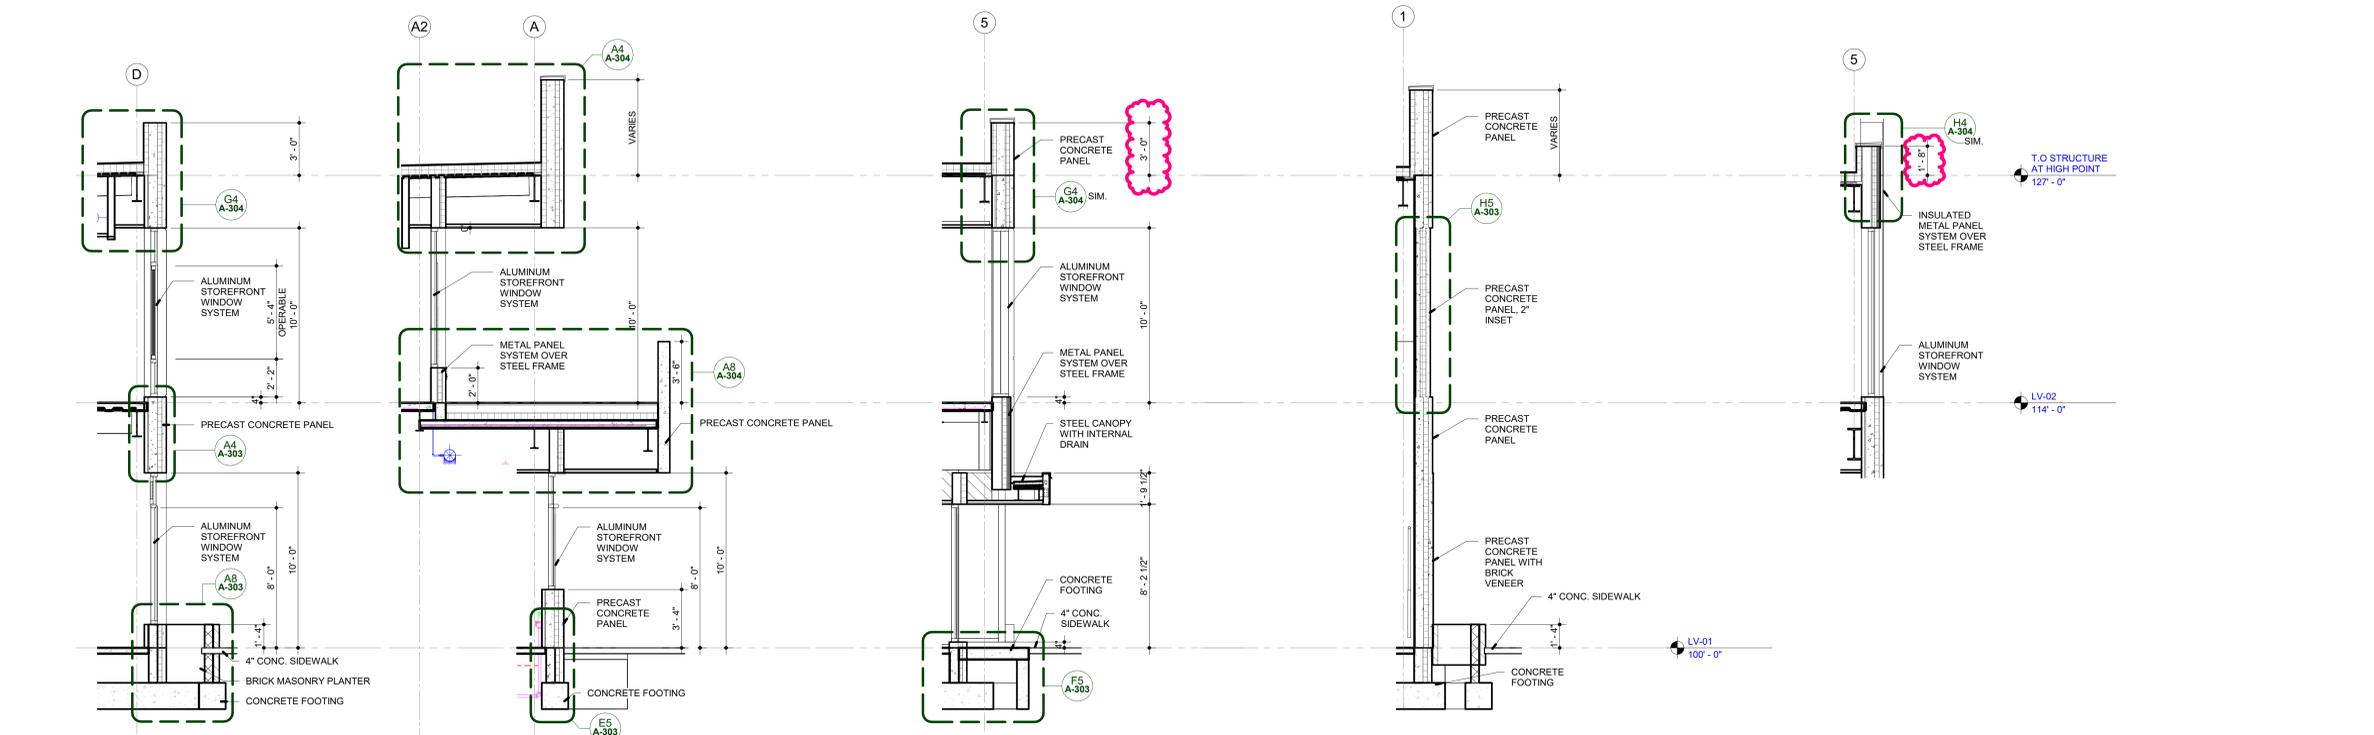 D
3' - 0"
G4
A-304
ALUMINUM
STOREFRONT
WINDOW
SYSTEM
5' - 4"
OPERABLE
10' - 0"
2' - 2"
4"
PRECAST CONCRETE PANEL
A4
A-303
ALUMINUM
STOREFRONT
WINDOW
SYSTEM
8' - 0"
10' - 0"
A8
A-303
1' - 4"
4" CONC. SIDEWALK
BRICK MASONRY PLANTER
CONCRETE FOOTING
A2
A
A4
A-304
VARIES
ALUMINUM
STOREFRONT
WINDOW
SYSTEM
10' - 0"
METAL PANEL
SYSTEM OVER
STEEL FRAME
2' - 0"
3' - 6"
A8
A-304
PRECAST CONCRETE PANEL
ALUMINUM
STOREFRONT
WINDOW
SYSTEM
8' - 0"
10' - 0"
PRECAST
CONCRETE
PANEL
3' - 4"
CONCRETE FOOTING
E5
A-303
5
PRECAST
CONCRETE
PANEL
3' - 0"
G4
A-304
SIM.
ALUMINUM
STOREFRONT
WINDOW
SYSTEM
10' - 0"
METAL PANEL
SYSTEM OVER
STEEL FRAME
4"
STEEL CANOPY
WITH INTERNAL
DRAIN
1' - 9 1/2"
8' - 2 1/2"
CONCRETE
FOOTING
4" CONC.
SIDEWALK
4"
F5
A-303
1
PRECAST
CONCRETE
PANEL
VARIES
H5
A-303
PRECAST
CONCRETE
PANEL, 2"
INSET
PRECAST
CONCRETE
PANEL
PRECAST
CONCRETE
PANEL WITH
BRICK
VENEER
4" CONC. SIDEWALK
1' - 4"
CONCRETE
FOOTING
LV-01
100' - 0"
5
H4
A-304
SIM.
1' - 8"
T.O STRUCTURE
AT HIGH POINT
127' - 0"
INSULATED
METAL PANEL
SYSTEM OVER
STEEL FRAME
ALUMINUM
STOREFRONT
WINDOW
SYSTEM
LV-02
114' - 0"